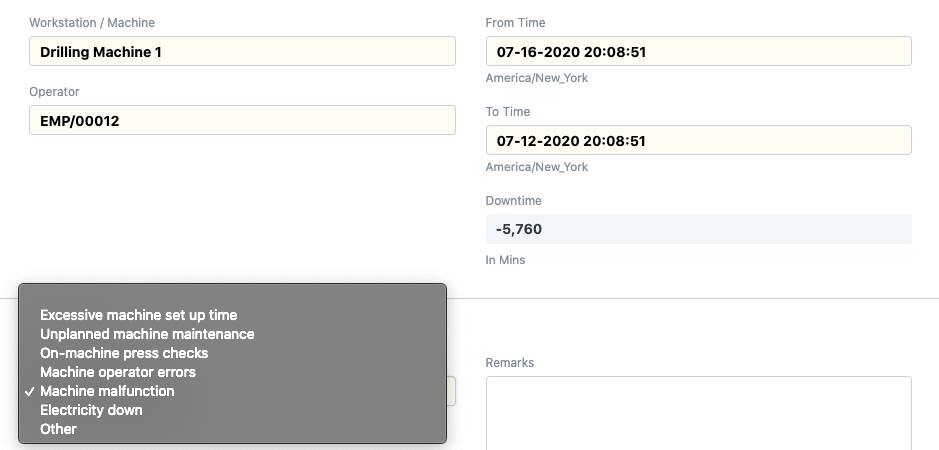 Workstation / Machine
Drilling Machine 1
Operator
EMP/00012
From Time
07-16-2020 20:08:51
America/New_York
To Time
07-12-2020 20:08:51
America/New_York
Downtime
-5,760
In Mins
Excessive machine set up time
Unplanned machine maintenance
On-machine press checks
Machine operator errors
✓ Machine malfunction
Electricity down
Other
Remarks